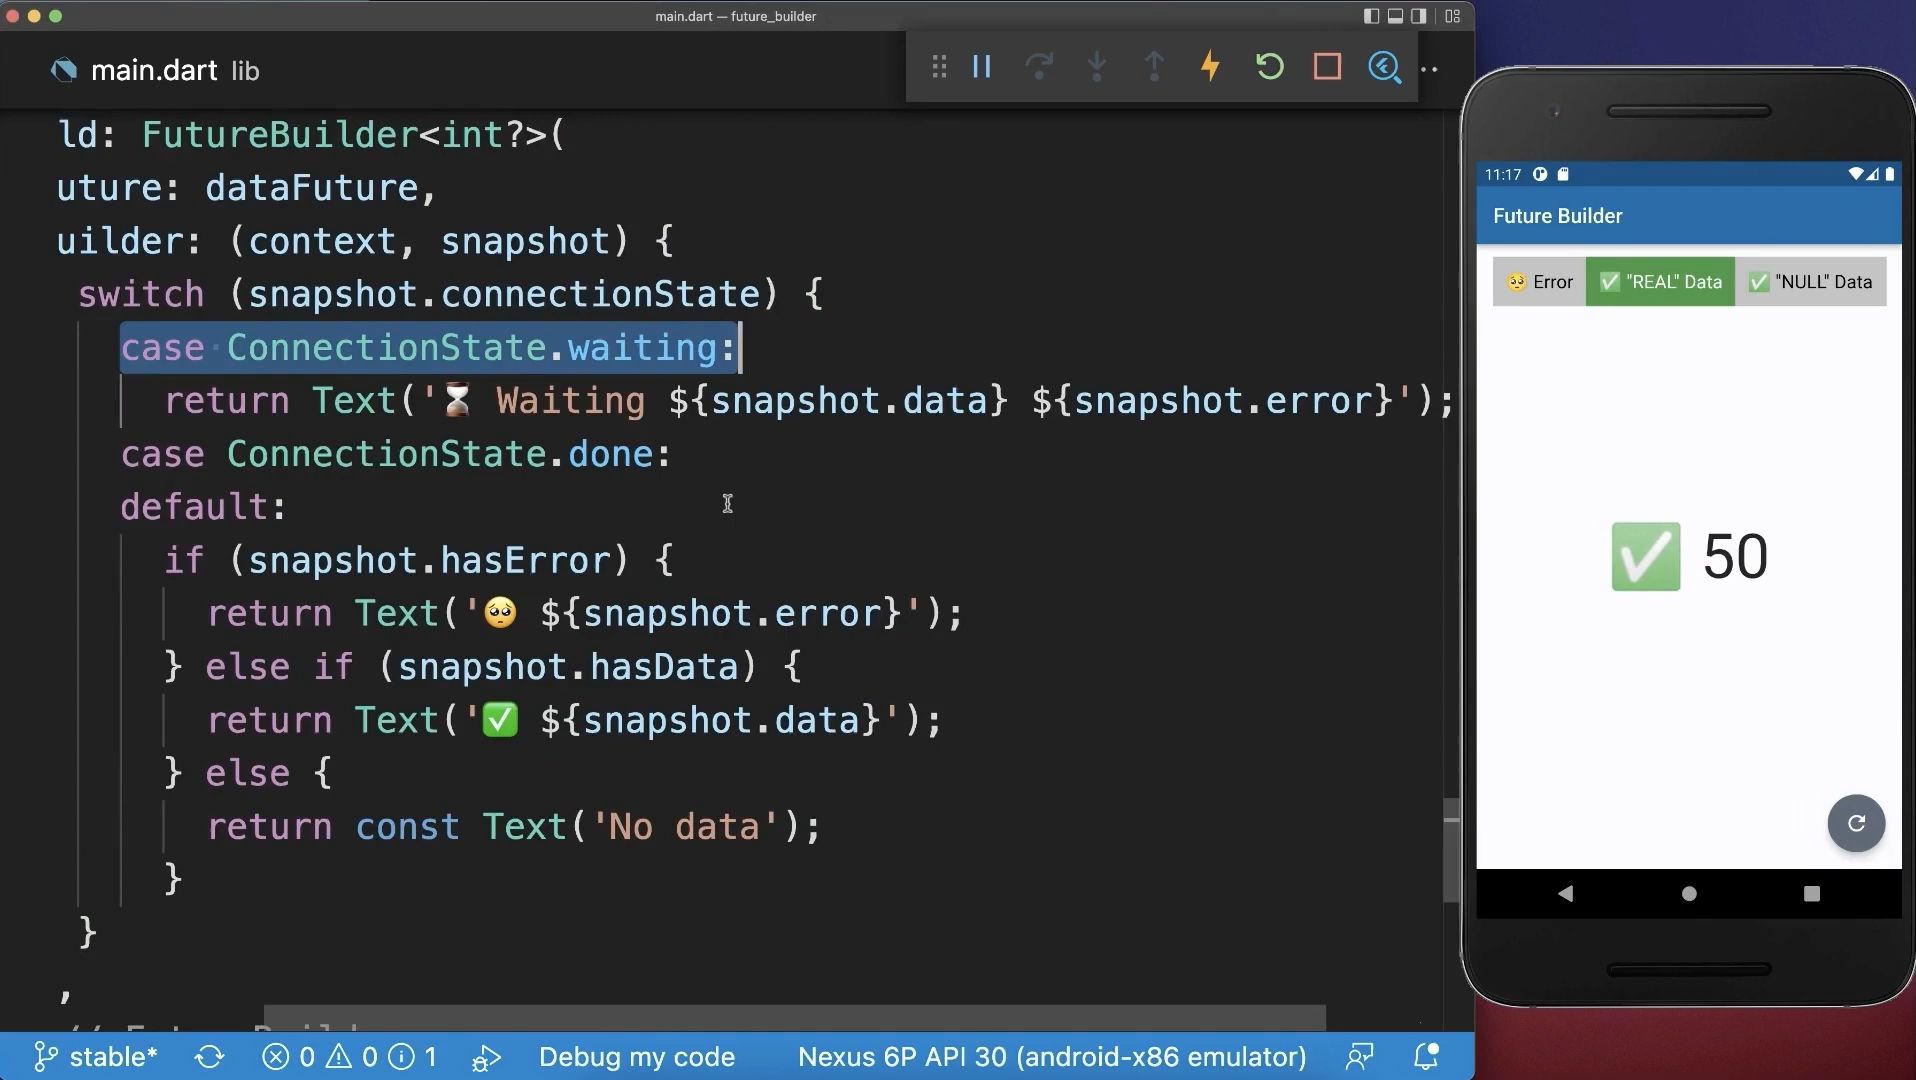 main.dart — future_builder
main.dart lib
ld: FutureBuilder<int?>(
uture: dataFuture,
uilder: (context, snapshot) {
switch (snapshot.connectionState) {
case ConnectionState.waiting:
return Text('⏳ Waiting ${snapshot.data} ${snapshot.error}');
case ConnectionState.done:
default:
if (snapshot.hasError) {
return Text('🥺 ${snapshot.error}');
} else if (snapshot.hasData) {
return Text('✅ ${snapshot.data}');
} else {
return const Text('No data');
}
}
,
stable* 0 0 1 Debug my code Nexus 6P API 30 (android-x86 emulator)
11:17
Future Builder
🥺 Error ✅ "REAL" Data ✅ "NULL" Data
✅ 50